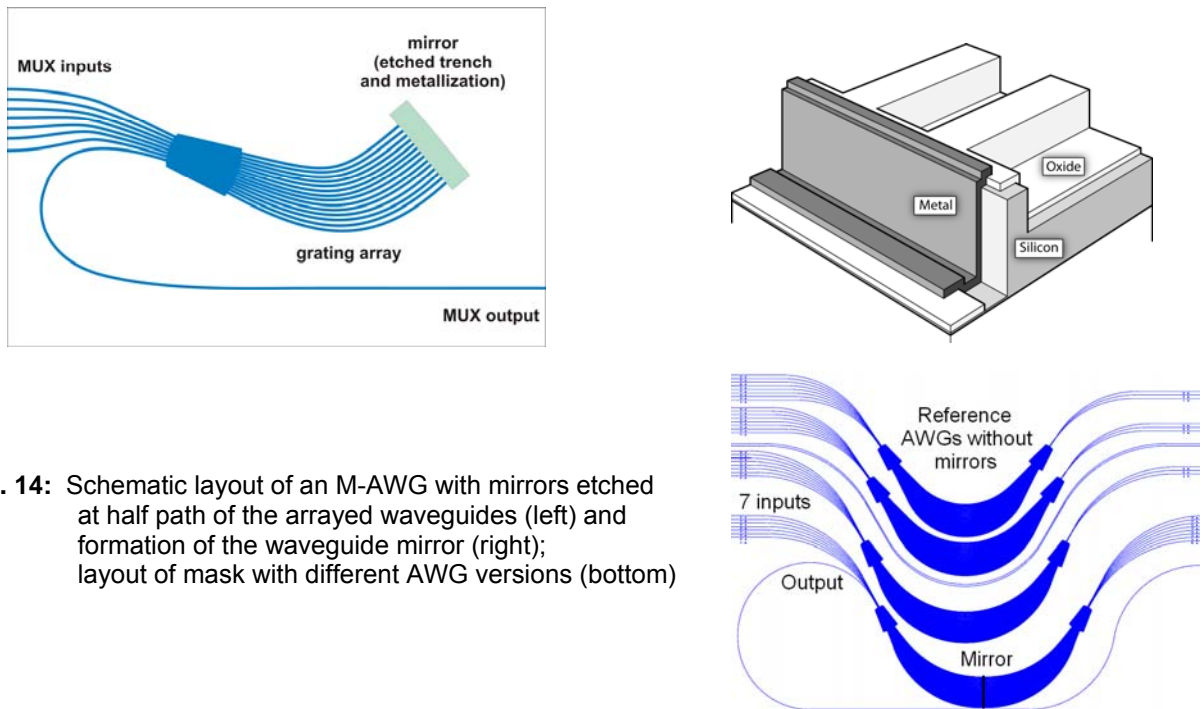 MUX inputs
mirror
(etched trench
and metallization)
grating array
MUX output
Oxide
Metal
Silicon
. 14: Schematic layout of an M-AWG with mirrors etched
at half path of the arrayed waveguides (left) and
formation of the waveguide mirror (right);
layout of mask with different AWG versions (bottom)
Reference
AWGs without
mirrors
7 inputs
Output
Mirror